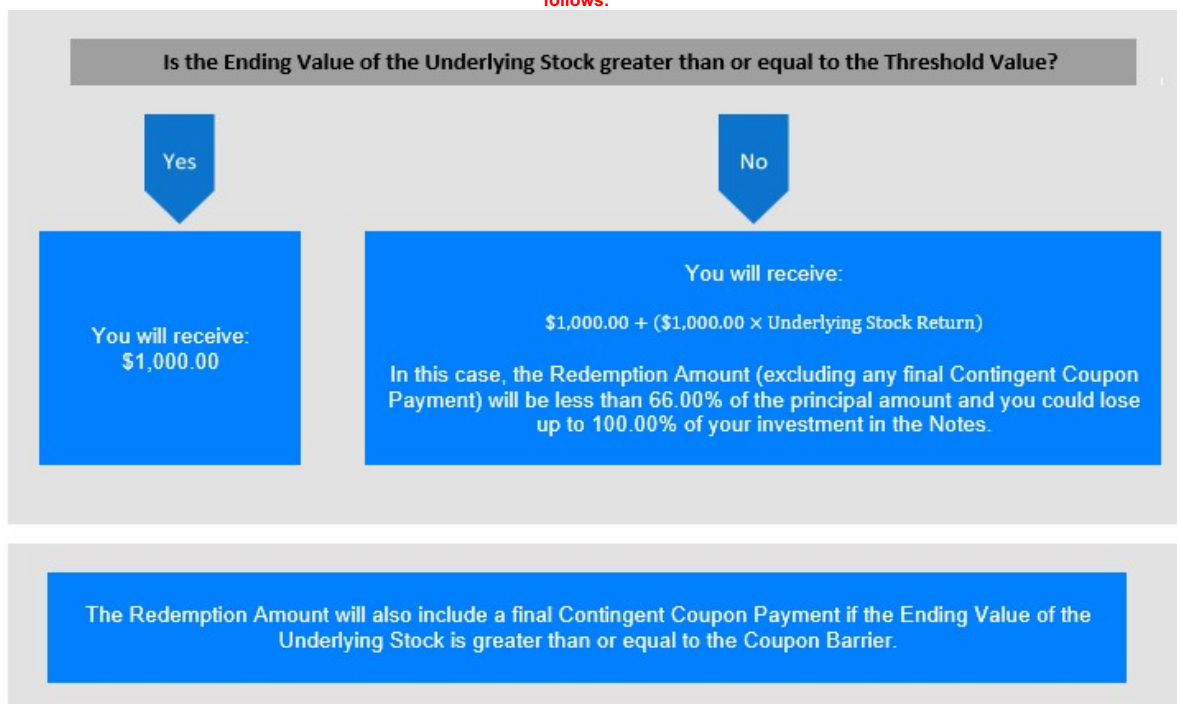 follows:
Is the Ending Value of the Underlying Stock greater than or equal to the Threshold Value?
Yes
No
You will receive:
$1,000.00
You will receive:
$1,000.00 + ($1,000.00 × Underlying Stock Return)
In this case, the Redemption Amount (excluding any final Contingent Coupon
Payment) will be less than 66.00% of the principal amount and you could lose
up to 100.00% of your investment in the Notes.
The Redemption Amount will also include a final Contingent Coupon Payment if the Ending Value of the
Underlying Stock is greater than or equal to the Coupon Barrier.